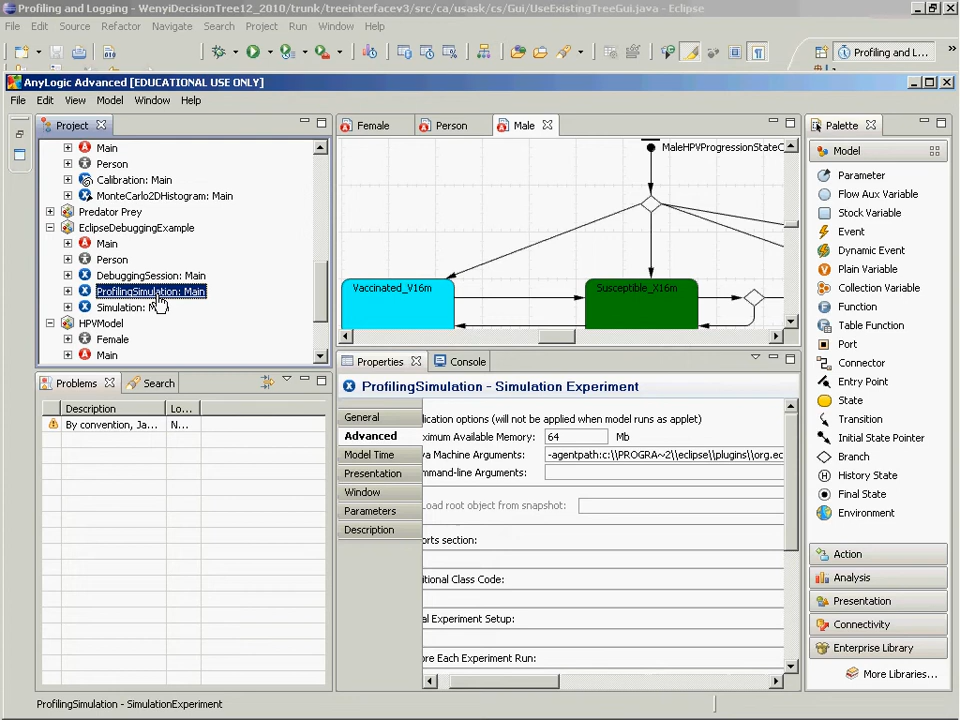 Profiling and Logging - WenyiDecisionTree12_2010/trunk/treeinterfacev3/src/ca/usask/cs/Gui/UseExistingTreeGui.java - Eclipse
File Edit Source Refactor Navigate Search Project Run Window Help
Profiling and L...
AnyLogic Advanced [EDUCATIONAL USE ONLY]
File Edit View Model Window Help
Project
Main
Person
Calibration: Main
MonteCarlo2DHistogram: Main
Predator Prey
EclipseDebuggingExample
Main
Person
DebuggingSession: Main
ProfilingSimulation: Main
Simulation:
HPVModel
Female
Main
Problems Search
Description Lo...
By convention, Ja... N...
Female Person Male
MaleHPVProgressionStateC
Vaccinated_V16m
Susceptible_X16m
Properties Console
ProfilingSimulation - Simulation Experiment
General
Advanced
Model Time
Presentation
Window
Parameters
Description
lication options (will not be applied when model runs as applet)
ximum Available Memory: 64 Mb
va Machine Arguments: -agentpath:c:\\PROGRA~2\\eclipse\\plugins\\org.ec
mmand-line Arguments:
Load root object from snapshot:
orts section:
itional Class Code:
al Experiment Setup:
ore Each Experiment Run:
Palette
Model
Parameter
Flow Aux Variable
Stock Variable
Event
Dynamic Event
Plain Variable
Collection Variable
Function
Table Function
Port
Connector
Entry Point
State
Transition
Initial State Pointer
Branch
History State
Final State
Environment
Action
Analysis
Presentation
Connectivity
Enterprise Library
More Libraries...
ProfilingSimulation - SimulationExperiment